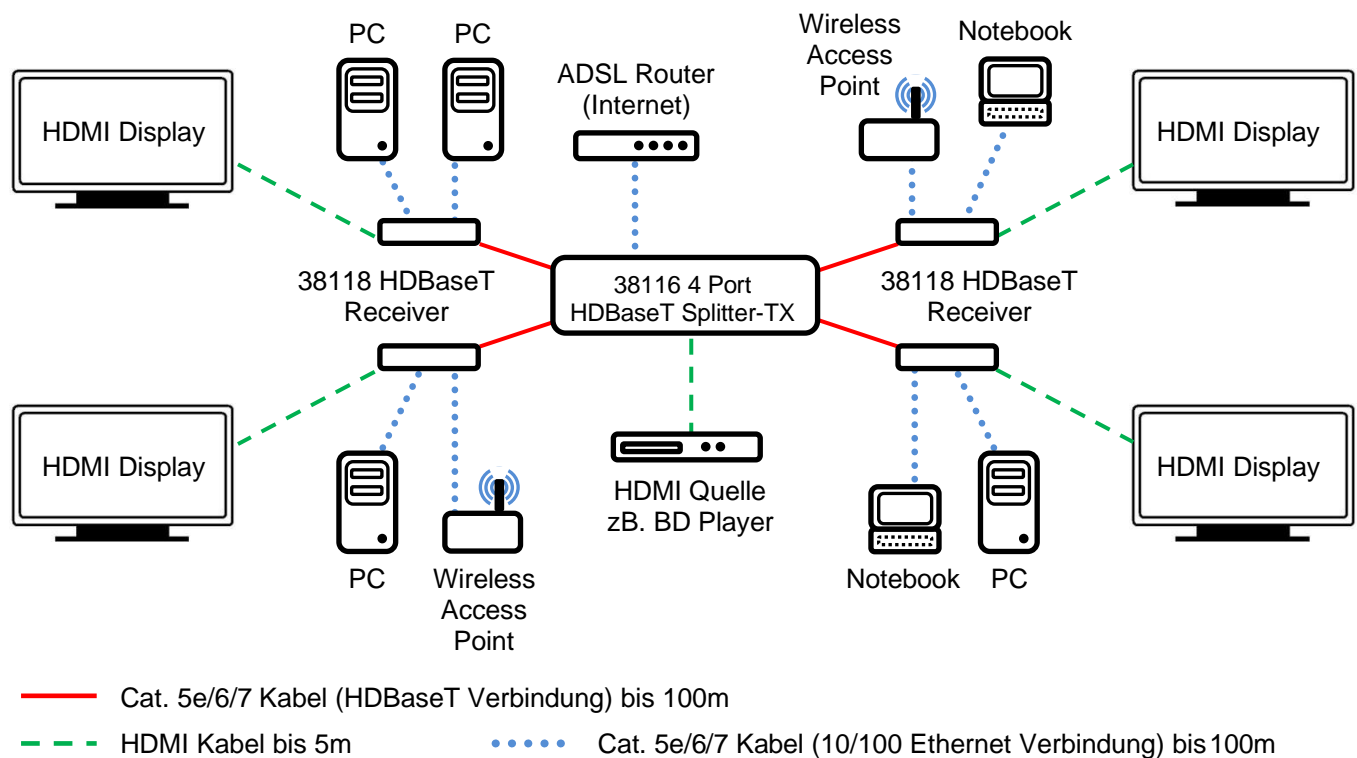 PC
PC
ADSL Router
(Internet)
Wireless
Access
Point
Notebook
HDMI Display
HDMI Display
38118 HDBaseT
Receiver
38116 4 Port
HDBaseT Splitter-TX
38118 HDBaseT
Receiver
HDMI Display
HDMI Display
HDMI Quelle
zB. BD Player
PC
Wireless
Access
Point
Notebook
PC
Cat. 5e/6/7 Kabel (HDBaseT Verbindung) bis 100m
HDMI Kabel bis 5m
Cat. 5e/6/7 Kabel (10/100 Ethernet Verbindung) bis 100m